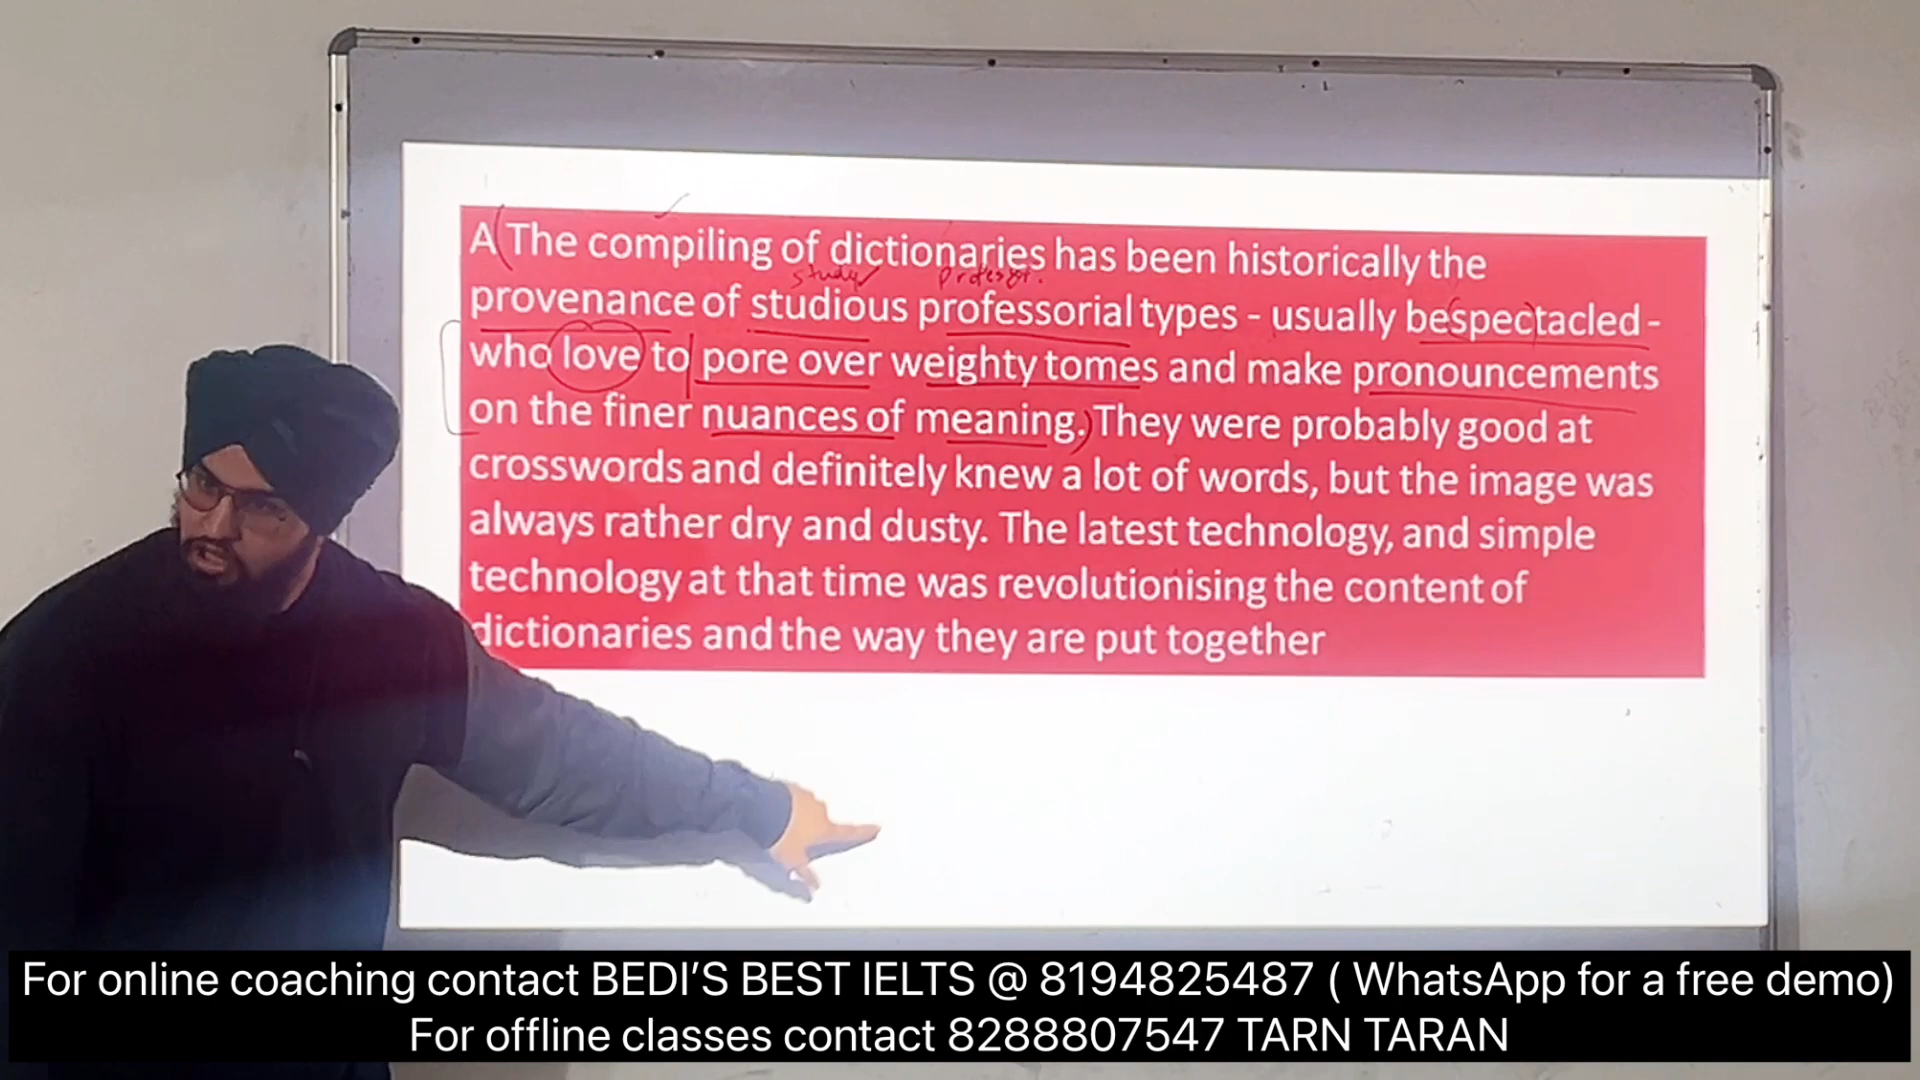 A The compiling of dictionaries has been historically the
study professor.
provenance of studious professorial types - usually bespectacled -
who love to pore over weighty tomes and make pronouncements
on the finer nuances of meaning. They were probably good at
crosswords and definitely knew a lot of words, but the image was
always rather dry and dusty. The latest technology, and simple
technology at that time was revolutionising the content of
dictionaries and the way they are put together
For online coaching contact BEDI’S BEST IELTS @ 8194825487 ( WhatsApp for a free demo)
For offline classes contact 8288807547 TARN TARAN